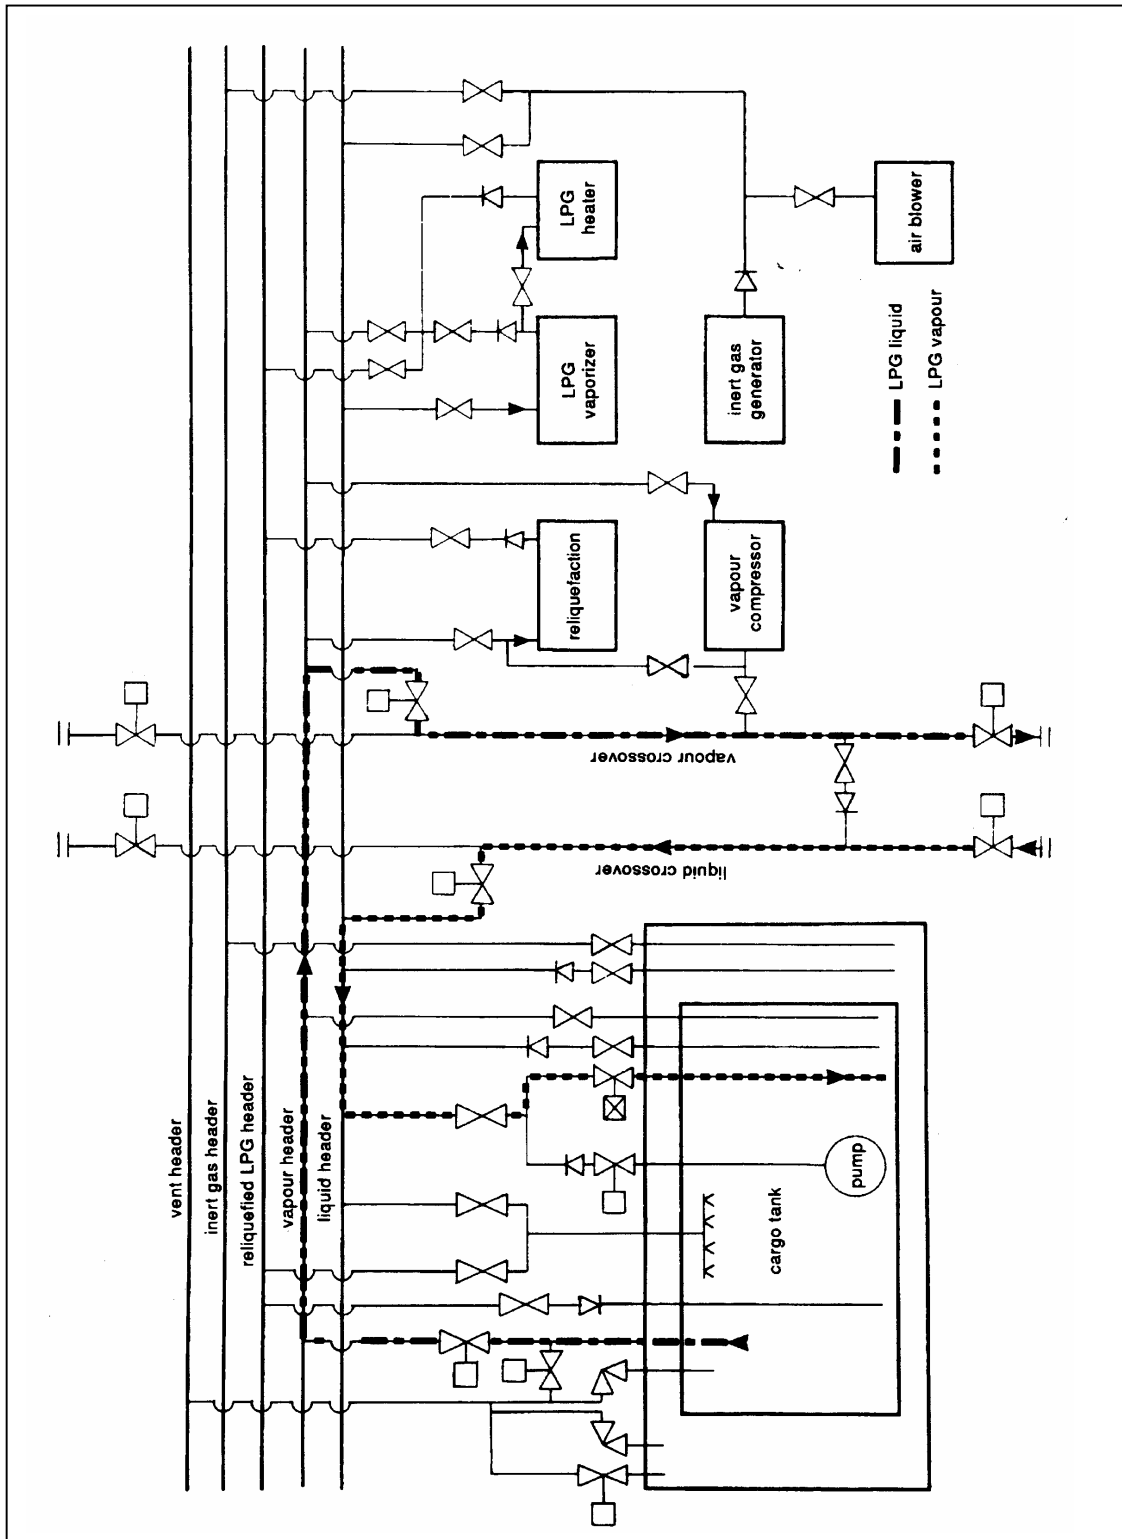 vent header
inert gas header
reliquefied LPG header
vapour header
liquid header
LPG
heater
LPG
vaporizer
air blower
inert gas
generator
LPG liquid
LPG vapour
reliquefaction
vapour
compressor
vapour crossover
liquid crossover
pump
cargo tank